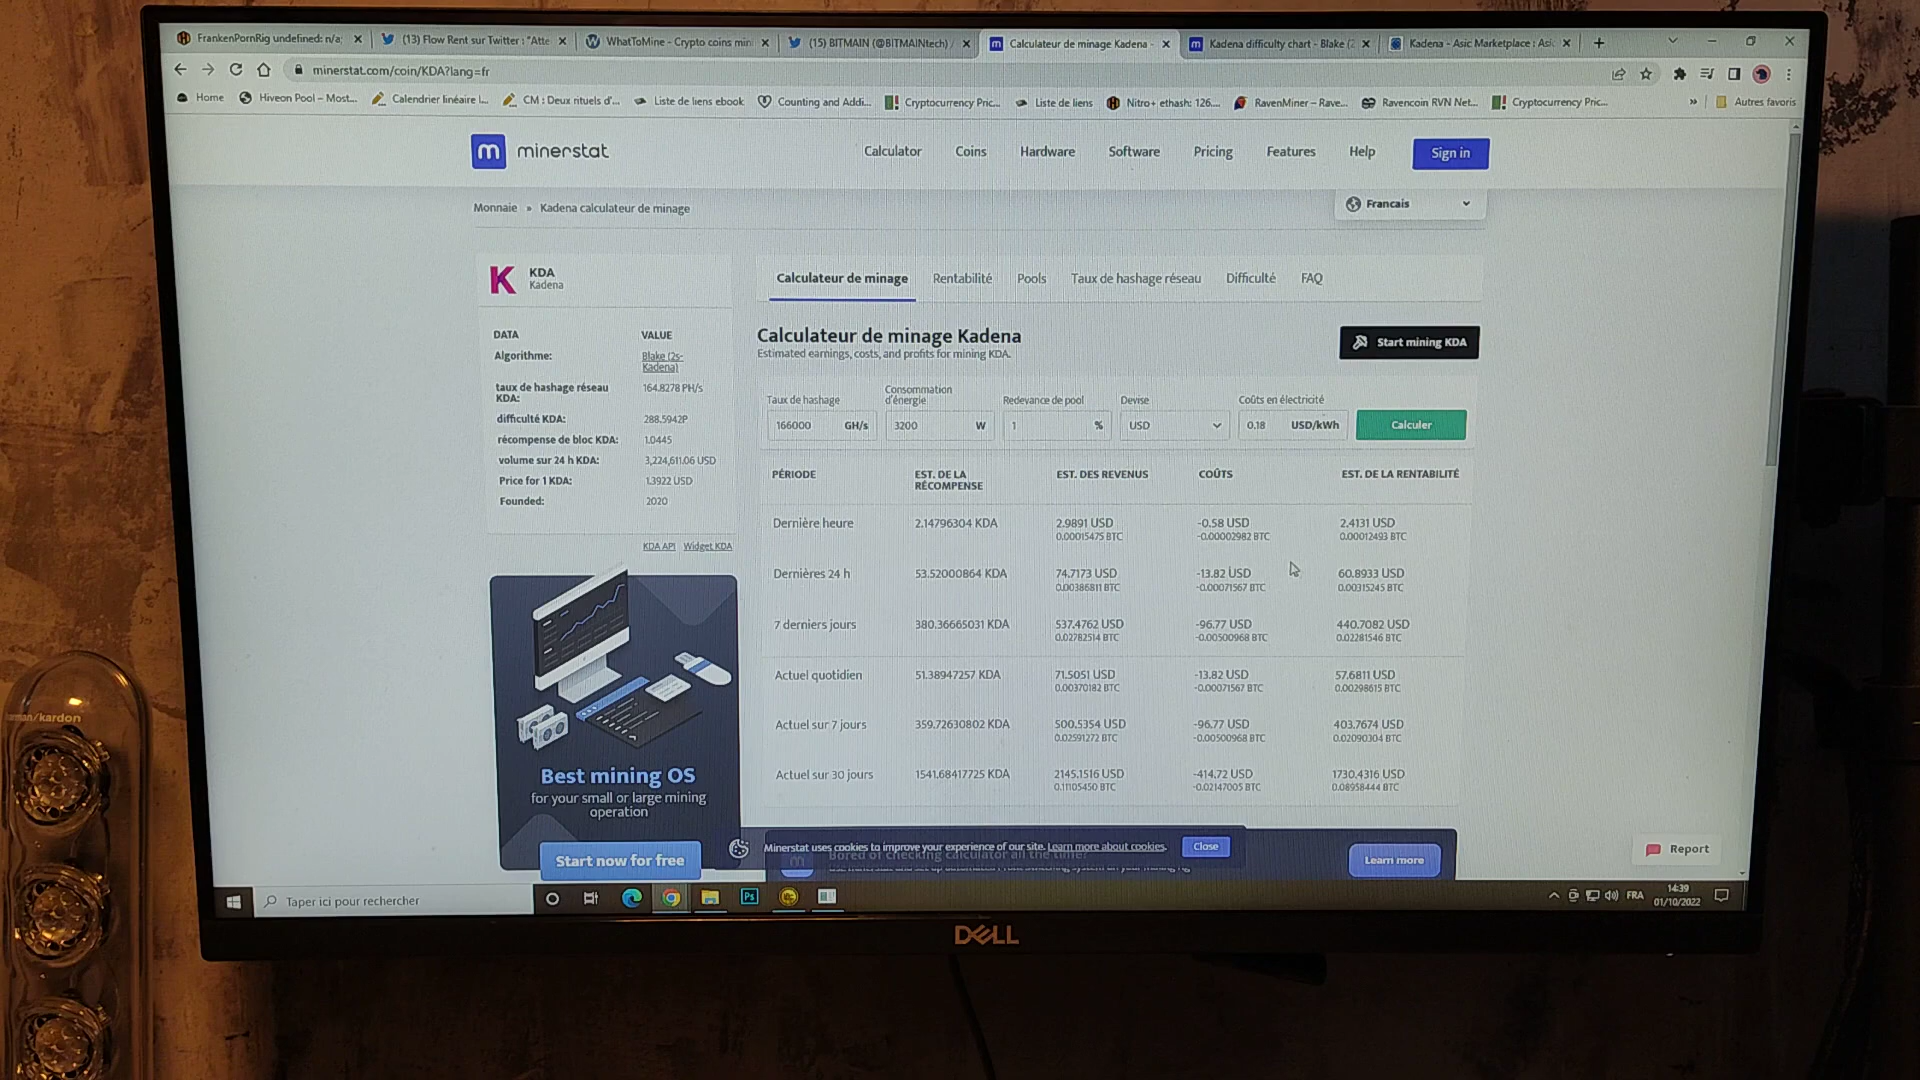 FrankenPornRig undefined: n/a;
(13) Flow Rent sur Twitter : "Atte
WhatToMine - Crypto coins min
(15) BITMAIN (@BITMAINtech) /
Calculateur de minage Kadena -
Kadena difficulty chart - Blake (2
Kadena - Asic Marketplace : Asic
minerstat.com/coin/KDA?lang=fr
Home
Hiveon Pool – Most...
Calendrier linéaire l...
CM : Deux rituels d'...
Liste de liens ebook
Counting and Addi...
Cryptocurrency Pric...
Liste de liens
Nitro+ ethash: 126....
RavenMiner – Rave...
Ravencoin RVN Net...
Cryptocurrency Pric...
»
Autres favoris
m minerstat
Calculator
Coins
Hardware
Software
Pricing
Features
Help
Sign in
Monnaie » Kadena calculateur de minage
Francais
K
KDA
Kadena
Calculateur de minage
Rentabilité
Pools
Taux de hashage réseau
Difficulté
FAQ
DATA VALUE
Algorithme: Blake (2s-
Kadena)
taux de hashage réseau 164.8278 PH/s
KDA:
difficulté KDA: 288.5942P
récompense de bloc KDA: 1.0445
volume sur 24 h KDA: 3,224,611.06 USD
Price for 1 KDA: 1.3922 USD
Founded: 2020
KDA API Widget KDA
Calculateur de minage Kadena
Estimated earnings, costs, and profits for mining KDA.
Start mining KDA
Taux de hashage
Consommation
d'énergie
Redevance de pool
Devise
Coûts en électricité
166000 GH/s
3200 W
1 %
USD
0.18 USD/kWh
Calculer
PÉRIODE
EST. DE LA
RÉCOMPENSE
EST. DES REVENUS
COÛTS
EST. DE LA RENTABILITÉ
Dernière heure 2.14796304 KDA 2.9891 USD -0.58 USD 2.4131 USD
0.00015475 BTC -0.00002982 BTC 0.00012493 BTC
Dernières 24 h 53.52000864 KDA 74.7173 USD -13.82 USD 60.8933 USD
0.00386811 BTC -0.00071567 BTC 0.00315245 BTC
7 derniers jours 380.36665031 KDA 537.4762 USD -96.77 USD 440.7082 USD
0.02782514 BTC -0.00500968 BTC 0.02281546 BTC
Actuel quotidien 51.38947257 KDA 71.5051 USD -13.82 USD 57.6811 USD
0.00370182 BTC -0.00071567 BTC 0.00298615 BTC
Actuel sur 7 jours 359.72630802 KDA 500.5354 USD -96.77 USD 403.7674 USD
0.02591272 BTC -0.00500968 BTC 0.02090304 BTC
Actuel sur 30 jours 1541.68417725 KDA 2145.1516 USD -414.72 USD 1730.4316 USD
0.11105450 BTC -0.02147005 BTC 0.08958444 BTC
Best mining OS
for your small or large mining
operation
Start now for free
Minerstat uses cookies to improve your experience of our site. Learn more about cookies.
Close
Bored of checking calculator all the time?
Learn more
Report
Taper ici pour rechercher
Ps
FRA
14:39
01/10/2022
DELL
harman/kardon